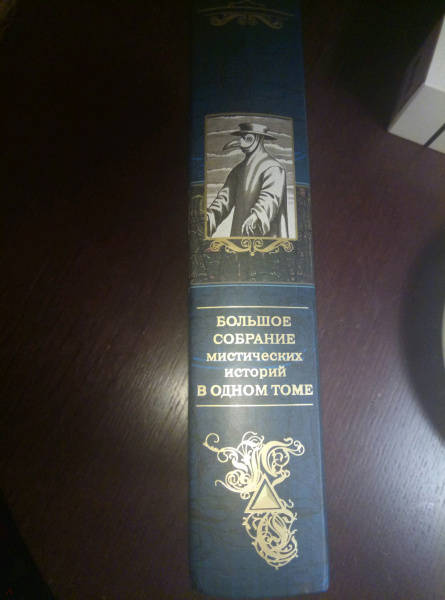 БОЛЬШОЕ
СОБРАНИЕ
мистических
историй
В ОДНОМ ТОМЕ